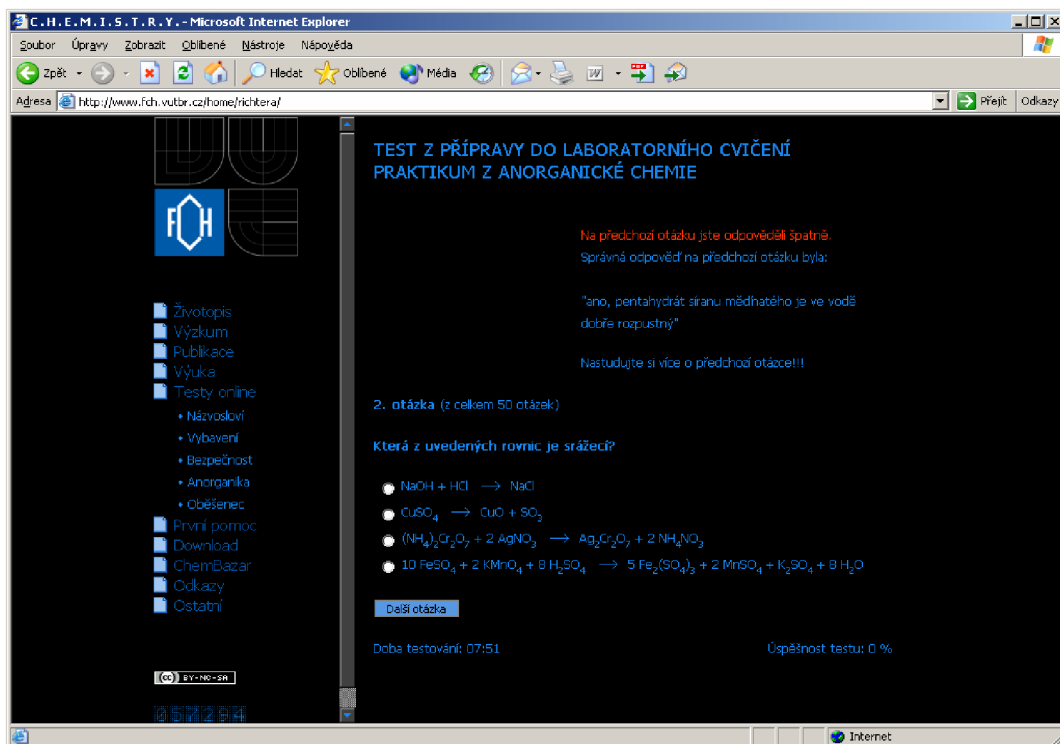 C.H.E.M.I.S.T.R.Y. - Microsoft Internet Explorer
Soubor Úpravy Zobrazit Oblíbené Nástroje Nápověda
Zpět Hledat Oblíbené Média
Adresa http://www.fch.vutbr.cz/home/richtera/ Přejít Odkazy
FCH
Životopis
Výzkum
Publikace
Výuka
Testy online
• Názvosloví
• Vybavení
• Bezpečnost
• Anorganika
• Oběšenec
První pomoc
Download
ChemBazar
Odkazy
Ostatní
(cc) BY-NC-SA
057294
TEST Z PŘÍPRAVY DO LABORATORNÍHO CVIČENÍ
PRAKTIKUM Z ANORGANICKÉ CHEMIE
Na předchozí otázku jste odpověděli špatně.
Správná odpověď na předchozí otázku byla:
"ano, pentahydrát síranu měďnatého je ve vodě
dobře rozpustný"
Nastudujte si více o předchozí otázce!!!
2. otázka (z celkem 50 otázek)
Která z uvedených rovnic je srážecí?
NaOH + HCl → NaCl
CuSO₄ → CuO + SO₃
(NH₄)₂Cr₂O₇ + 2 AgNO₃ → Ag₂Cr₂O₇ + 2 NH₄NO₃
10 FeSO₄ + 2 KMnO₄ + 8 H₂SO₄ → 5 Fe₂(SO₄)₃ + 2 MnSO₄ + K₂SO₄ + 8 H₂O
Další otázka
Doba testování: 07:51 Úspěšnost testu: 0 %
Internet